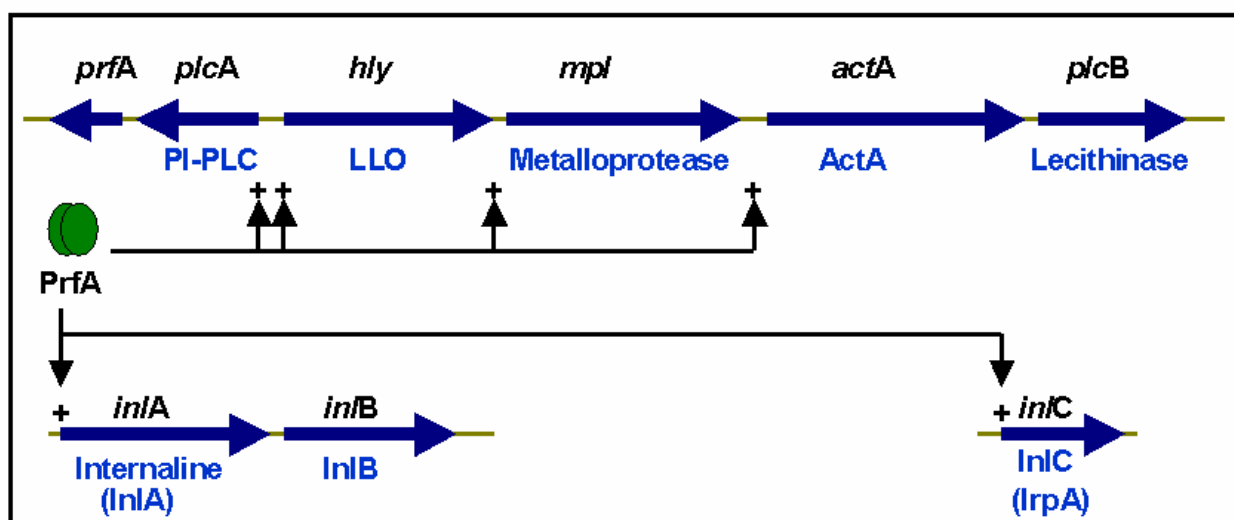 prfA plcA hly mpl actA plcB
PI-PLC LLO Metalloprotease ActA Lecithinase
+ + + +
PrfA
+ inlA inlB + inlC
Internaline InlB InlC
(InlA) (IrpA)